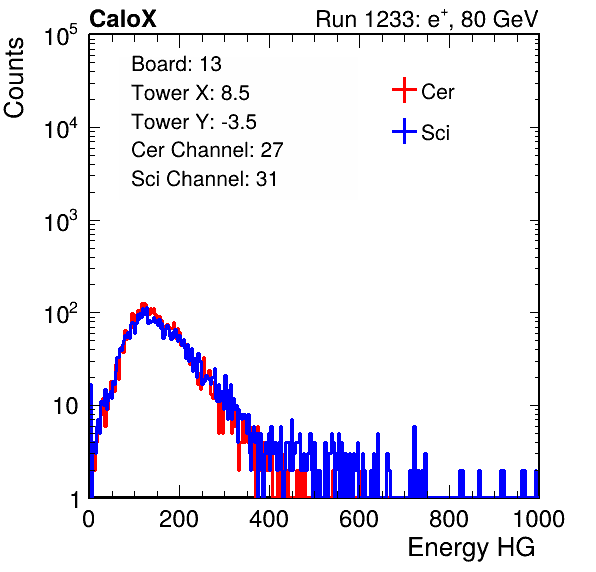 CaloX Run 1233: e+, 80 GeV
Counts
10^5
10^4
10^3
10^2
10
1
Board: 13
Tower X: 8.5
Tower Y: -3.5
Cer Channel: 27
Sci Channel: 31
Cer
Sci
0 200 400 600 800 1000
Energy HG